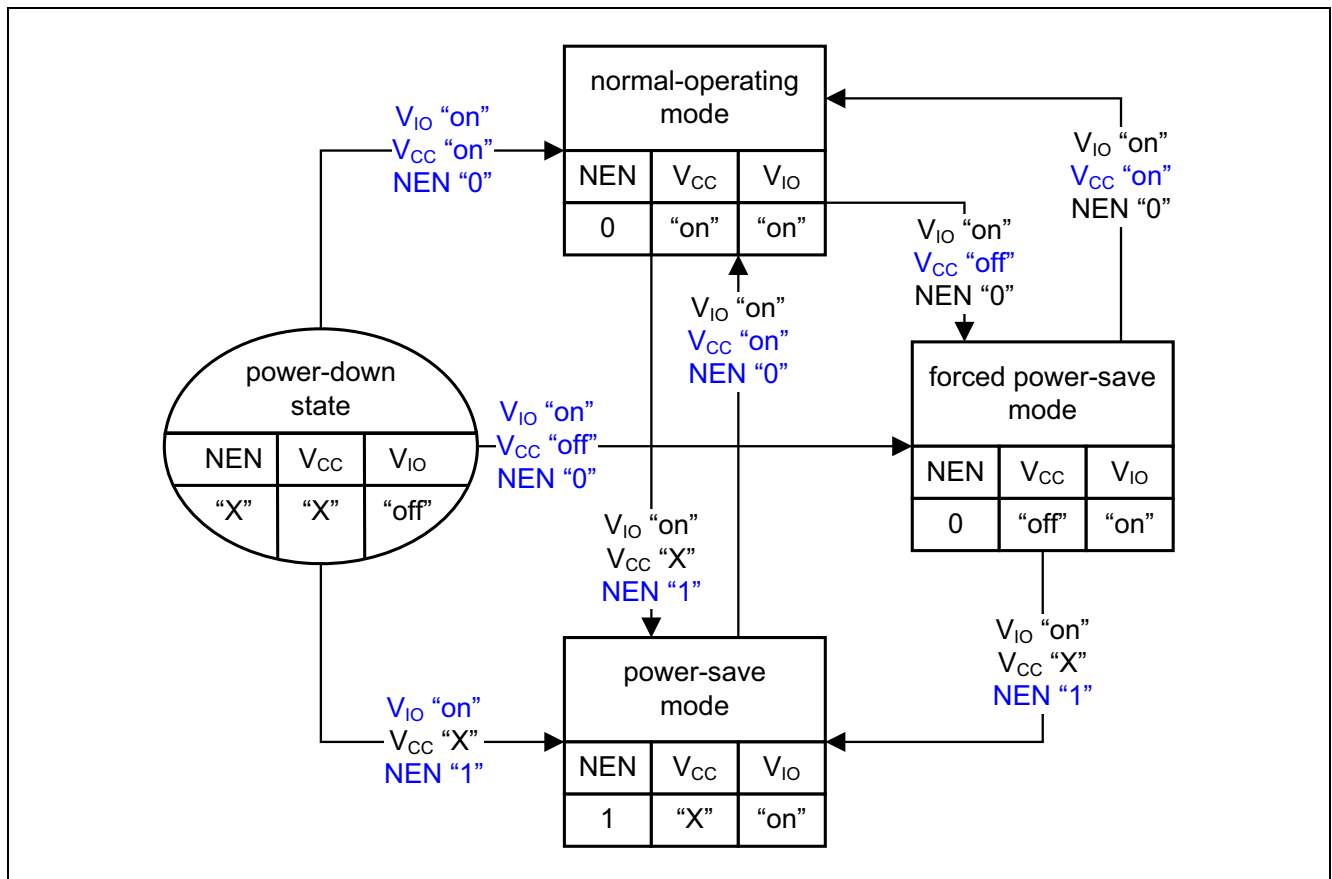 normal-operating
mode
NEN V_CC V_IO
0 “on” “on”
V_IO “on”
V_CC “on”
NEN “0”
V_IO “on”
V_CC “on”
NEN “0”
V_IO “on”
V_CC “off”
NEN “0”
V_IO “on”
V_CC “on”
NEN “0”
power-down
state
NEN V_CC V_IO
“X” “X” “off”
V_IO “on”
V_CC “off”
NEN “0”
forced power-save
mode
NEN V_CC V_IO
0 “off” “on”
V_IO “on”
V_CC “X”
NEN “1”
V_IO “on”
V_CC “X”
NEN “1”
V_IO “on”
V_CC “X”
NEN “1”
power-save
mode
NEN V_CC V_IO
1 “X” “on”